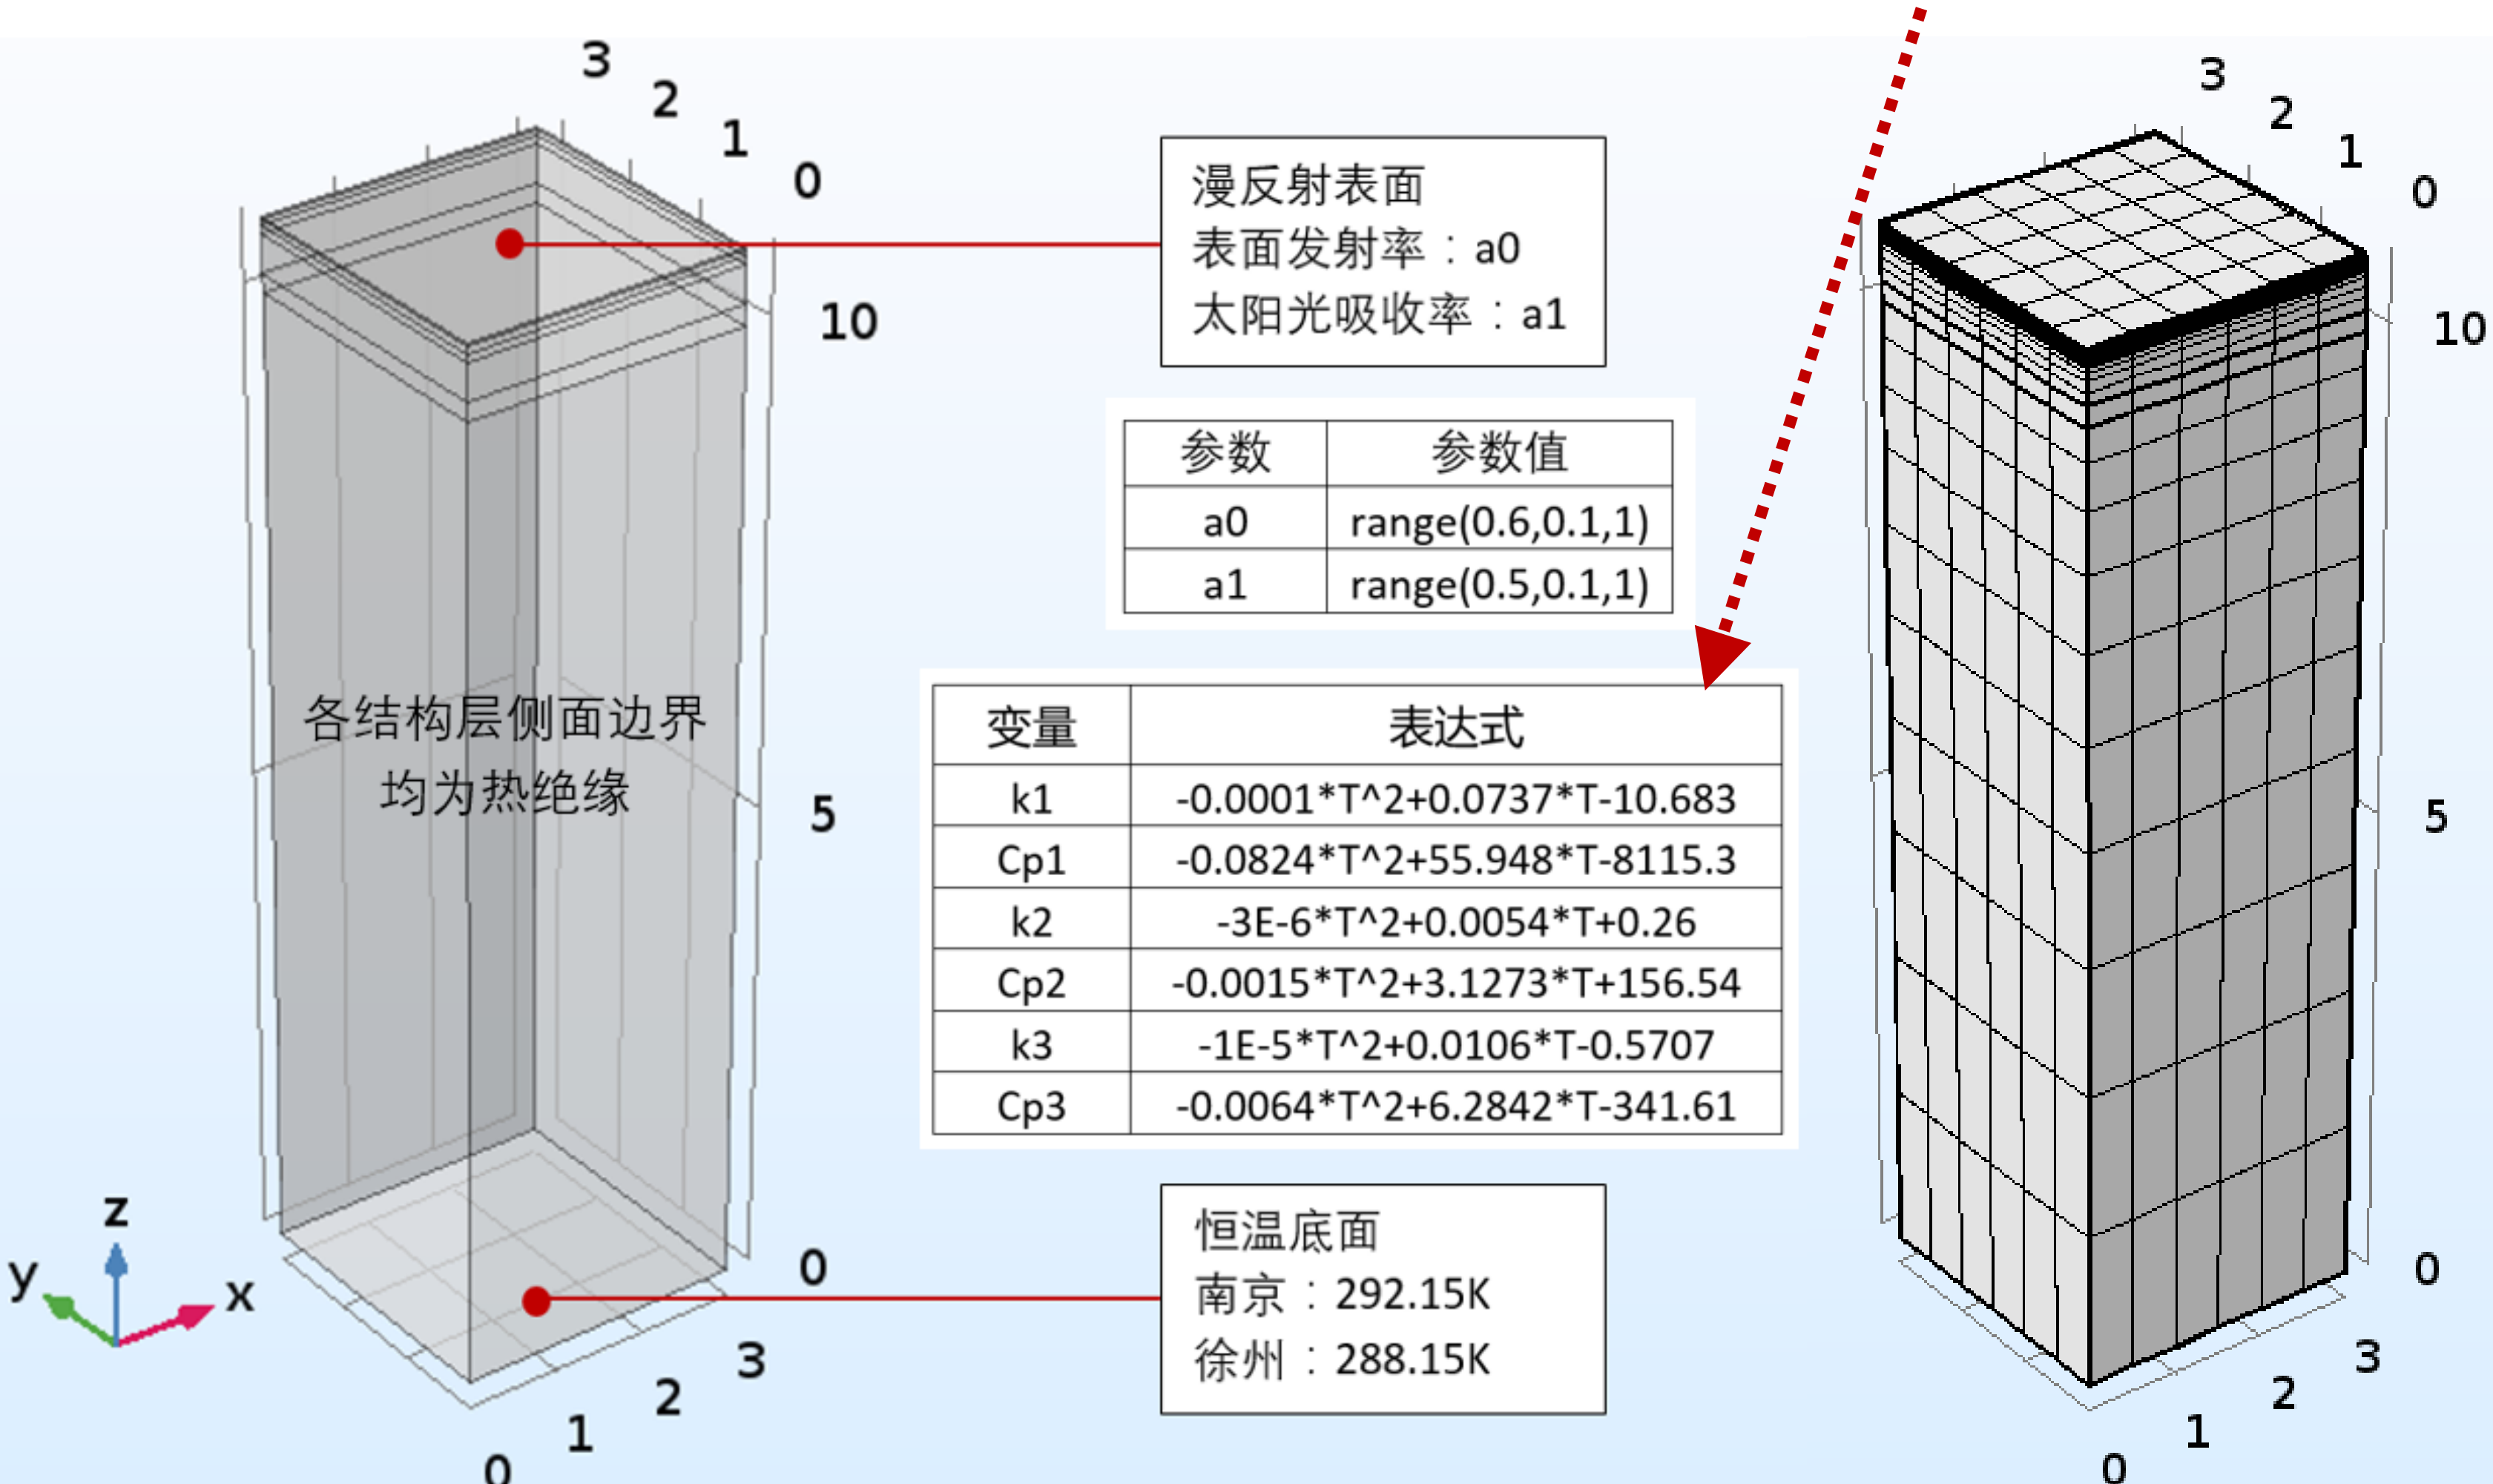 3
2
1
0
10
5
0
3
2
1
0
z
y
x
各结构层侧面边界
均为热绝缘
漫反射表面
表面发射率：a0
太阳光吸收率：a1
参数 参数值
a0 range(0.6,0.1,1)
a1 range(0.5,0.1,1)
变量 表达式
k1 -0.0001*T^2+0.0737*T-10.683
Cp1 -0.0824*T^2+55.948*T-8115.3
k2 -3E-6*T^2+0.0054*T+0.26
Cp2 -0.0015*T^2+3.1273*T+156.54
k3 -1E-5*T^2+0.0106*T-0.5707
Cp3 -0.0064*T^2+6.2842*T-341.61
恒温底面
南京：292.15K
徐州：288.15K
3
2
1
0
10
5
0
3
2
1
0